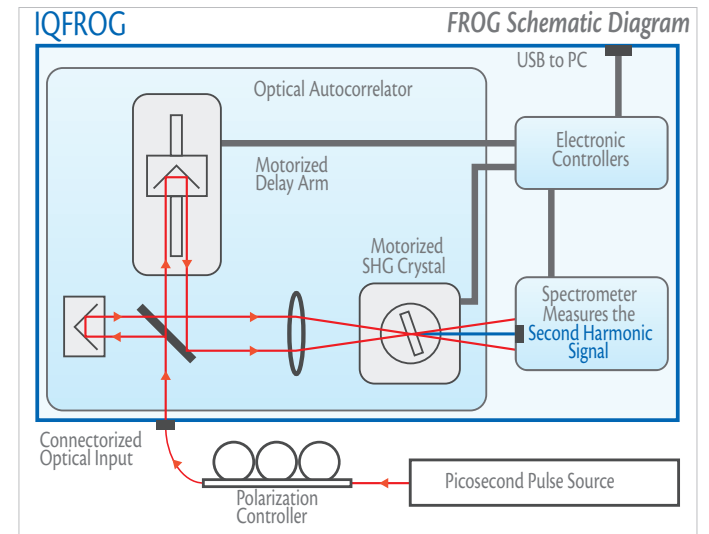 IQFROG
FROG Schematic Diagram
USB to PC
Optical Autocorrelator
Electronic
Controllers
Motorized
Delay Arm
Motorized
SHG Crystal
Spectrometer
Measures the
Second Harmonic
Signal
Connectorized
Optical Input
Polarization
Controller
Picosecond Pulse Source